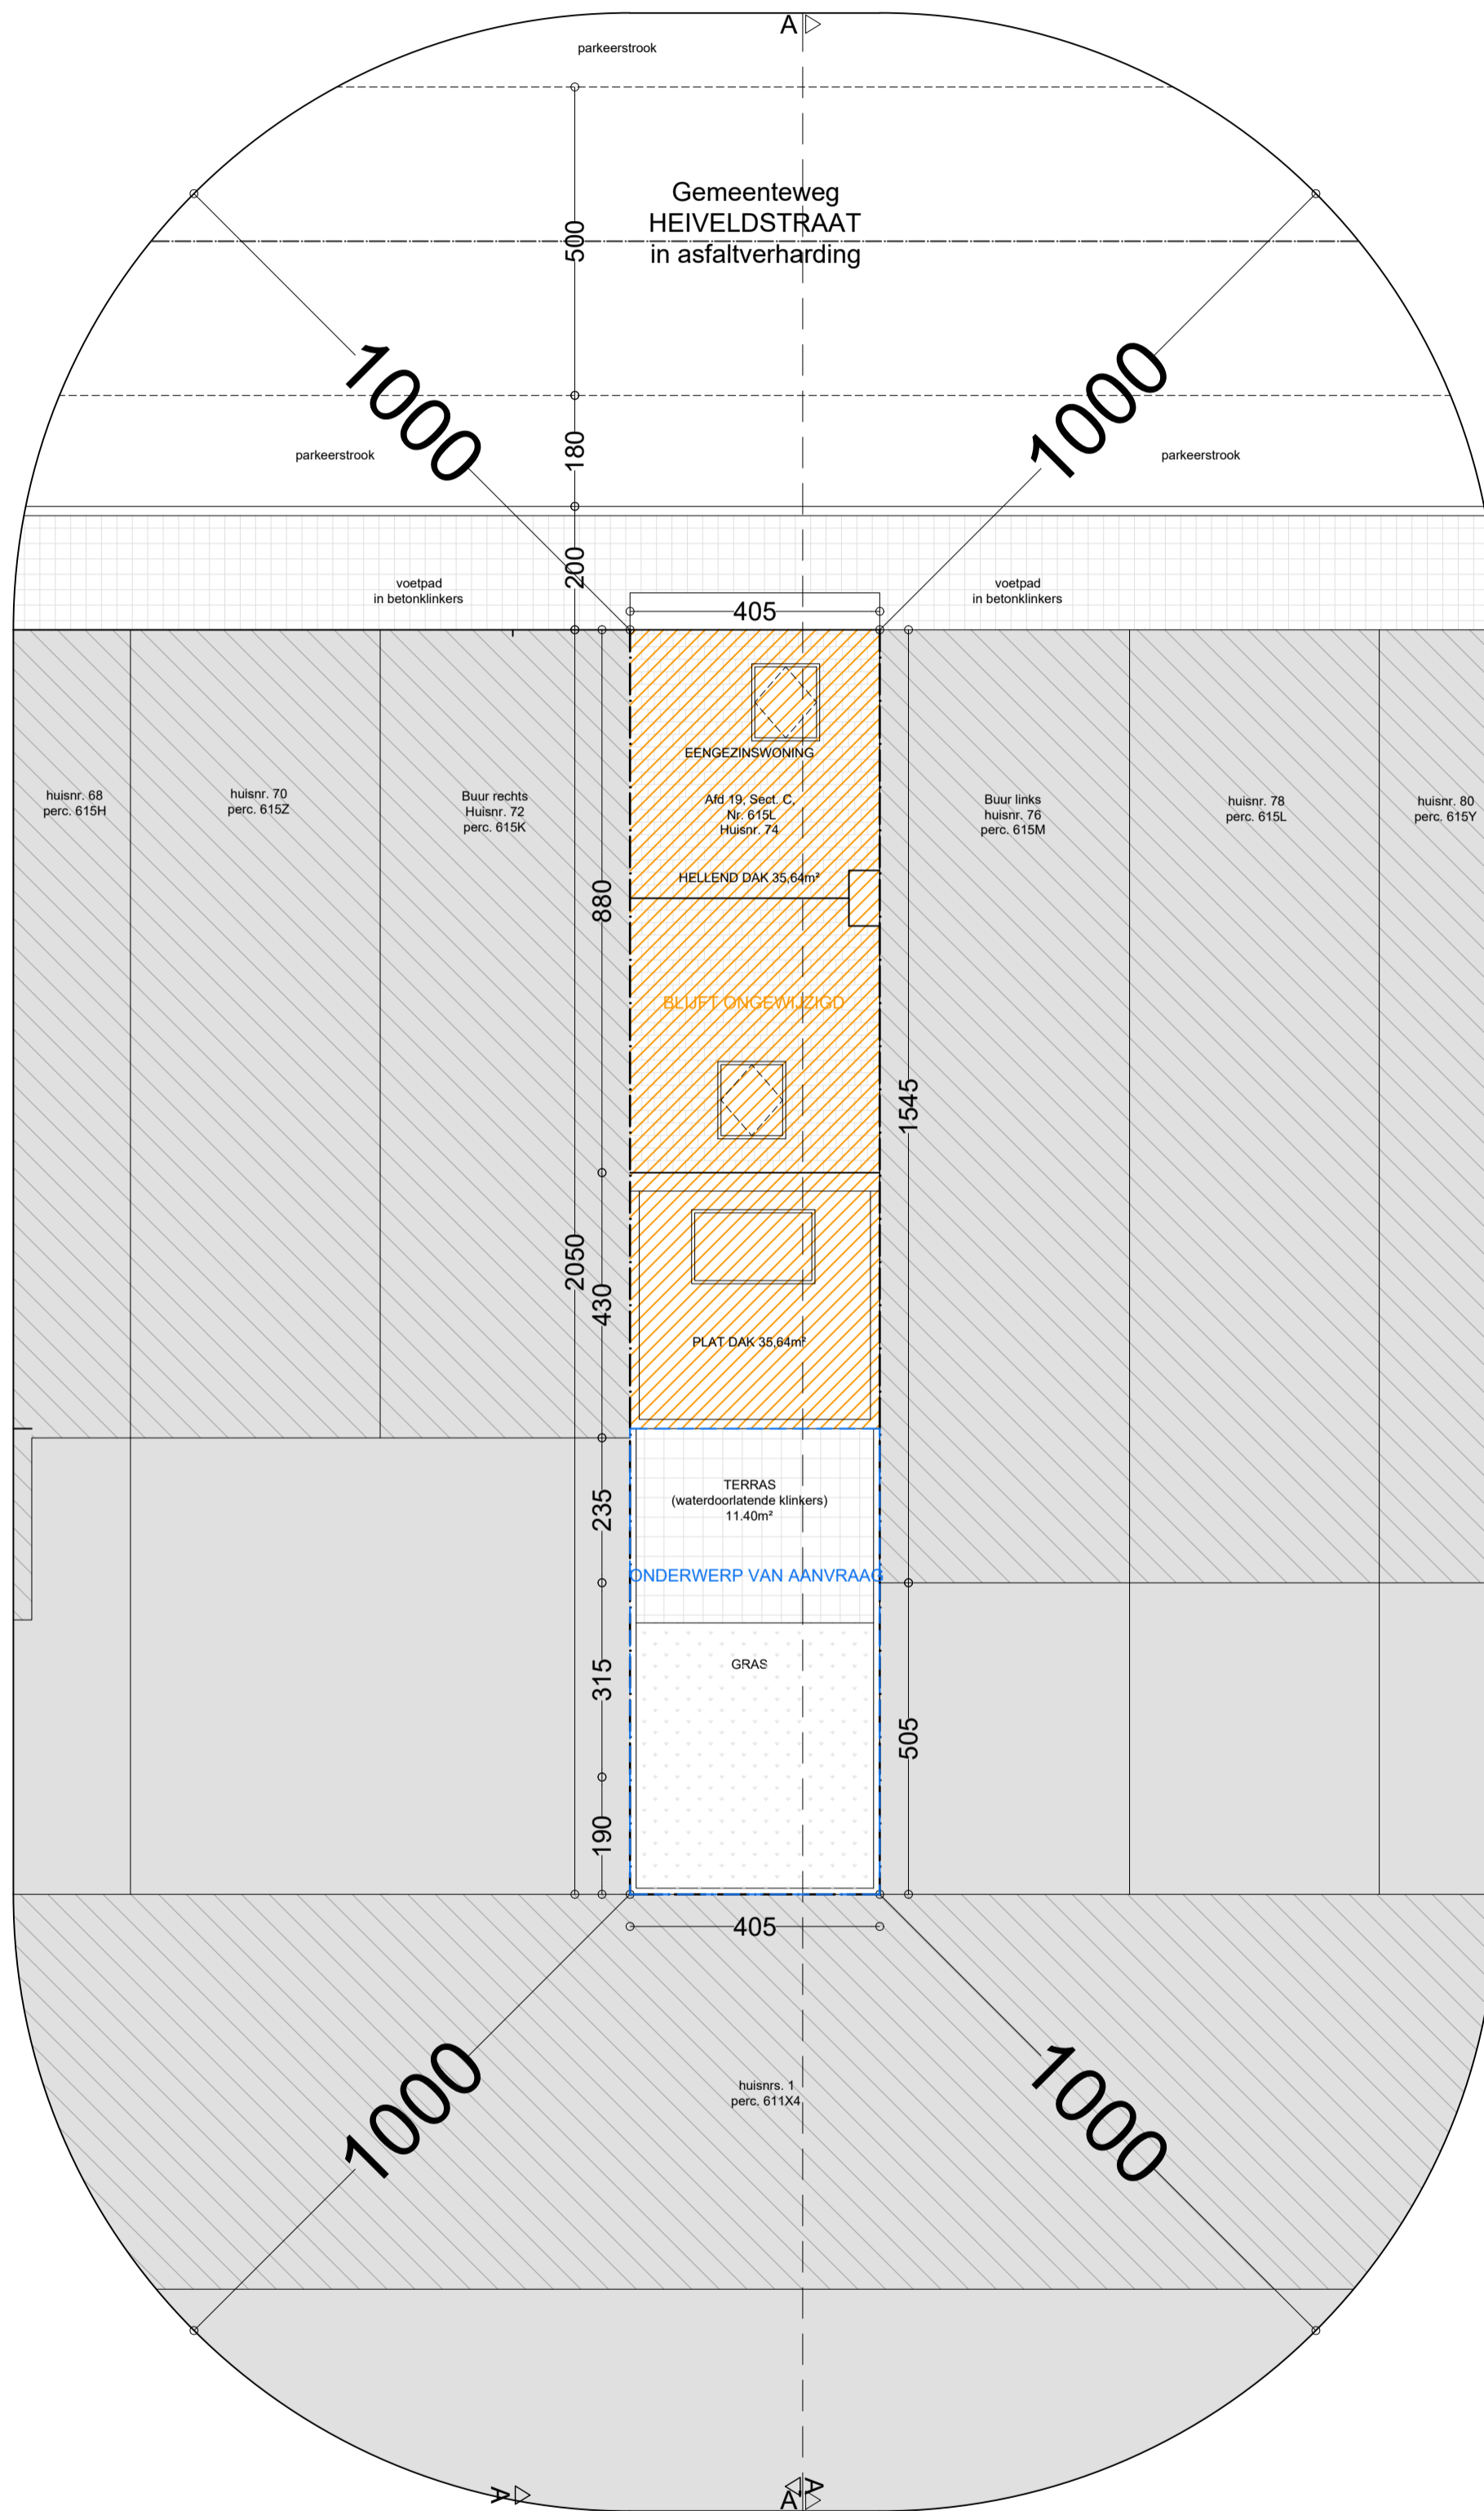 A
parkeerstrook
Gemeenteweg
HEIVELDSTRAAT
in asfaltverharding
500
1000
1000
180
parkeerstrook
parkeerstrook
200
voetpad
in betonklinkers
voetpad
in betonklinkers
405
EENGEZINSWONING
huisnr. 68
perc. 615H
huisnr. 70
perc. 615Z
Buur rechts
Huisnr. 72
perc. 615K
Afd 19, Sect. C,
Nr. 615L
Huisnr. 74
Buur links
huisnr. 76
perc. 615M
huisnr. 78
perc. 615L
huisnr. 80
perc. 615Y
HELLEND DAK 35,64m²
880
BLIJFT ONGEWIJZIGD
1545
2050
430
PLAT DAK 35,64m²
TERRAS
(waterdoorlatende klinkers)
11.40m²
235
ONDERWERP VAN AANVRAAG
GRAS
315
505
190
405
1000
1000
huisnrs. 1
perc. 611X4
A
A
A